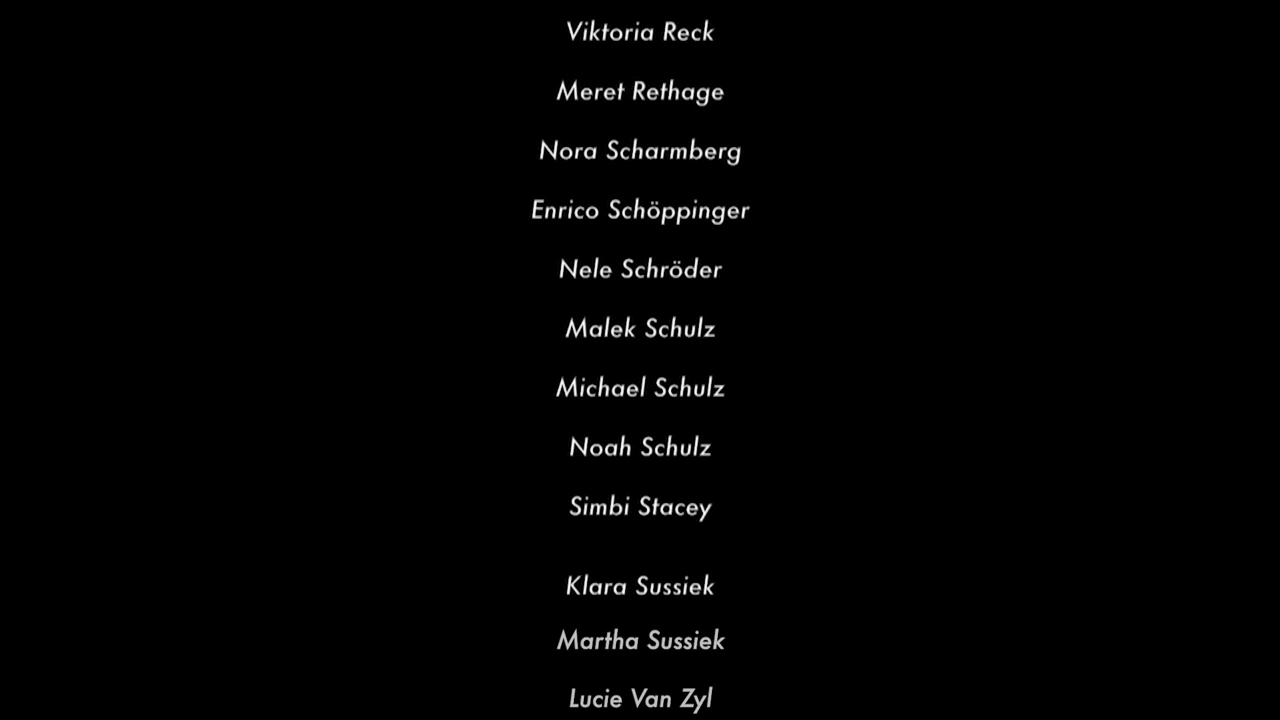 Viktoria Reck
Meret Rethage
Nora Scharmberg
Enrico Schöppinger
Nele Schröder
Malek Schulz
Michael Schulz
Noah Schulz
Simbi Stacey
Klara Sussiek
Martha Sussiek
Lucie Van Zyl